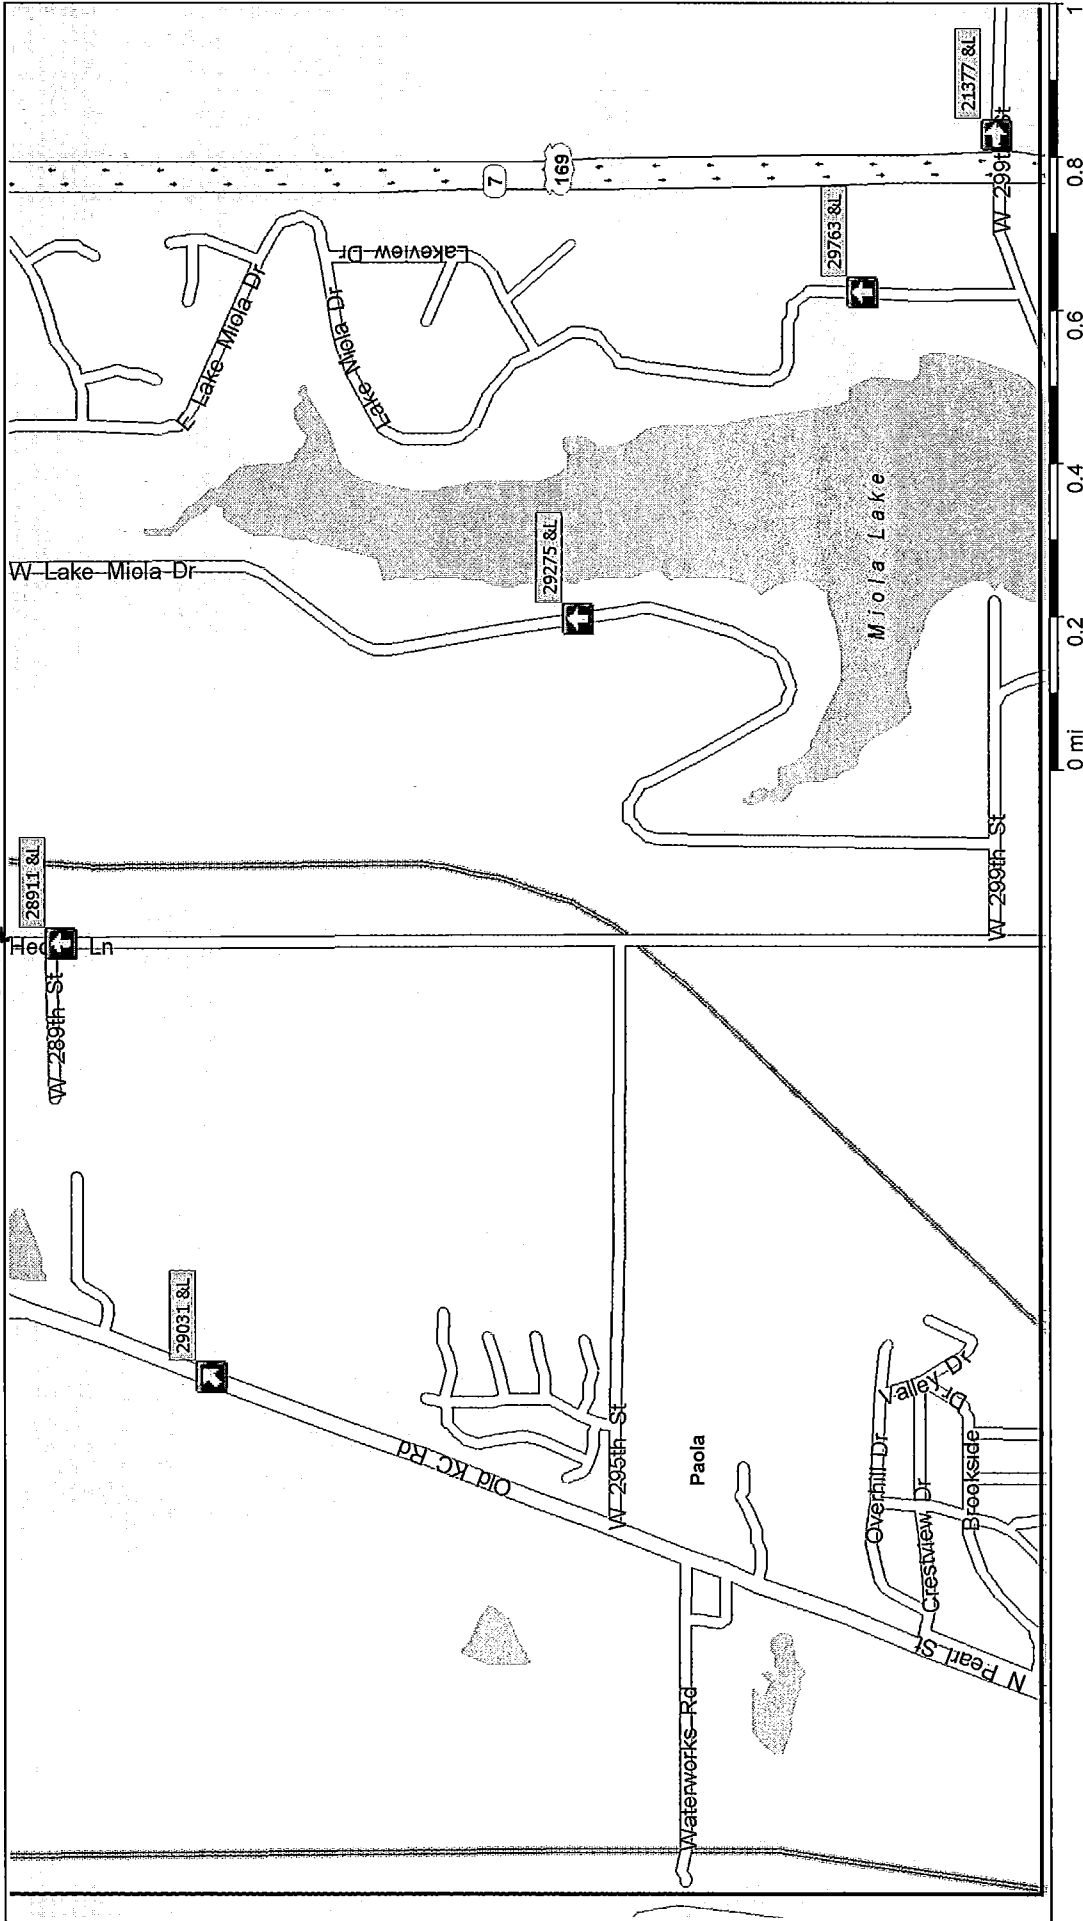 28911 &L
W 289th St
Ln
29031 &L
Old KC Rd
W 295th St
Paola
Waterworks Rd
Overhill Dr
Crestview Dr
Valley Dr
Brookside Dr
N Pearl St
W Lake Miola Dr
29275 &L
E Lake Miola Dr
Lake Miola Dr
Lakeview Dr
7
169
29763 &L
Miola Lake
21377 &L
W 299th St
W 299th St
0 mi
0.2
0.4
0.6
0.8
1